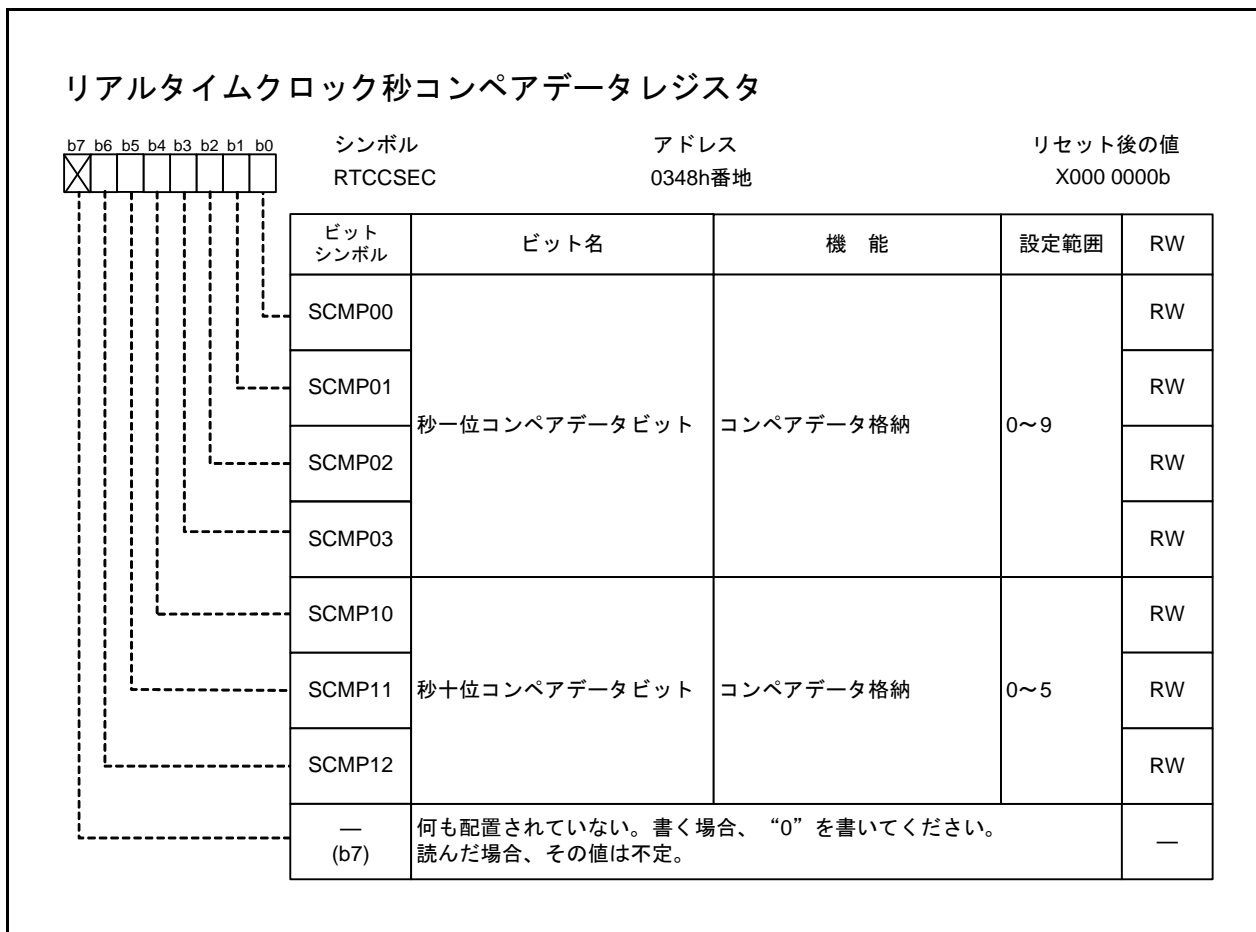 リアルタイムクロック秒コンペアデータレジスタ
b7 b6 b5 b4 b3 b2 b1 b0
シンボル アドレス リセット後の値
RTCCSEC 0348h番地 X000 0000b
ビット
シンボル
ビット名 機 能 設定範囲 RW
SCMP00 RW
SCMP01 RW
秒一位コンペアデータビット コンペアデータ格納 0～9
SCMP02 RW
SCMP03 RW
SCMP10 RW
SCMP11 秒十位コンペアデータビット コンペアデータ格納 0～5 RW
SCMP12 RW
—
(b7)
何も配置されていない。書く場合、“0”を書いてください。
読んだ場合、その値は不定。
—